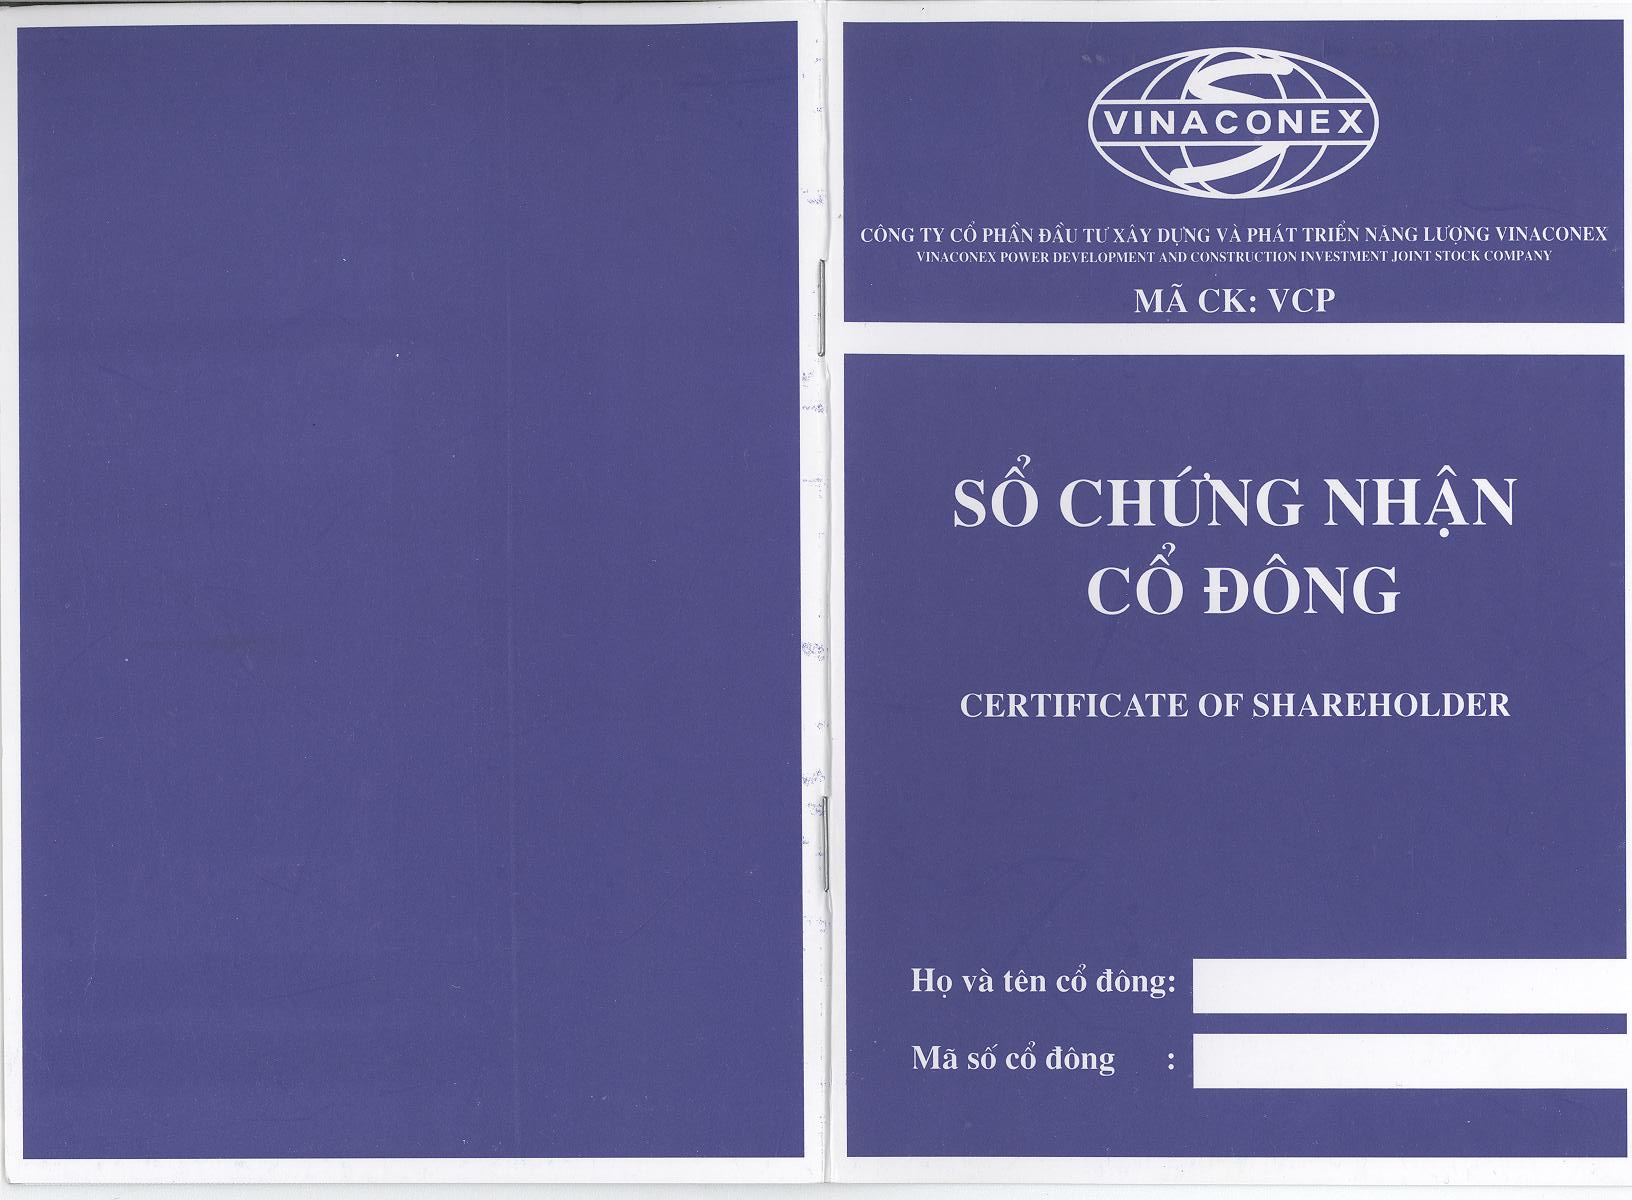 VINACONEX
CÔNG TY CỔ PHẦN ĐẦU TƯ XÂY DỰNG VÀ PHÁT TRIỂN NĂNG LƯỢNG VINACONEX
VINACONEX POWER DEVELOPMENT AND CONSTRUCTION INVESTMENT JOINT STOCK COMPANY
MÃ CK: VCP
SỔ CHỨNG NHẬN
CỔ ĐÔNG
CERTIFICATE OF SHAREHOLDER
Họ và tên cổ đông:
Mã số cổ đông :